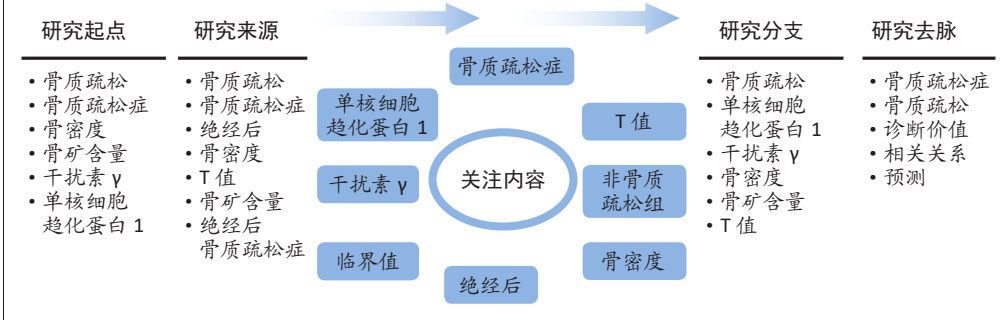 研究起点
• 骨质疏松
• 骨质疏松症
• 骨密度
• 骨矿含量
• 干扰素 γ
• 单核细胞
趋化蛋白 1
研究来源
• 骨质疏松
• 骨质疏松症
• 绝经后
• 骨密度
• T 值
• 骨矿含量
• 绝经后
骨质疏松症
骨质疏松症
单核细胞
趋化蛋白 1
T 值
干扰素 γ
关注内容
非骨质
疏松组
临界值
骨密度
绝经后
研究分支
• 骨质疏松
• 单核细胞
趋化蛋白 1
• 干扰素 γ
• 骨密度
• 骨矿含量
• T 值
研究去脉
• 骨质疏松症
• 骨质疏松
• 诊断价值
• 相关关系
• 预测